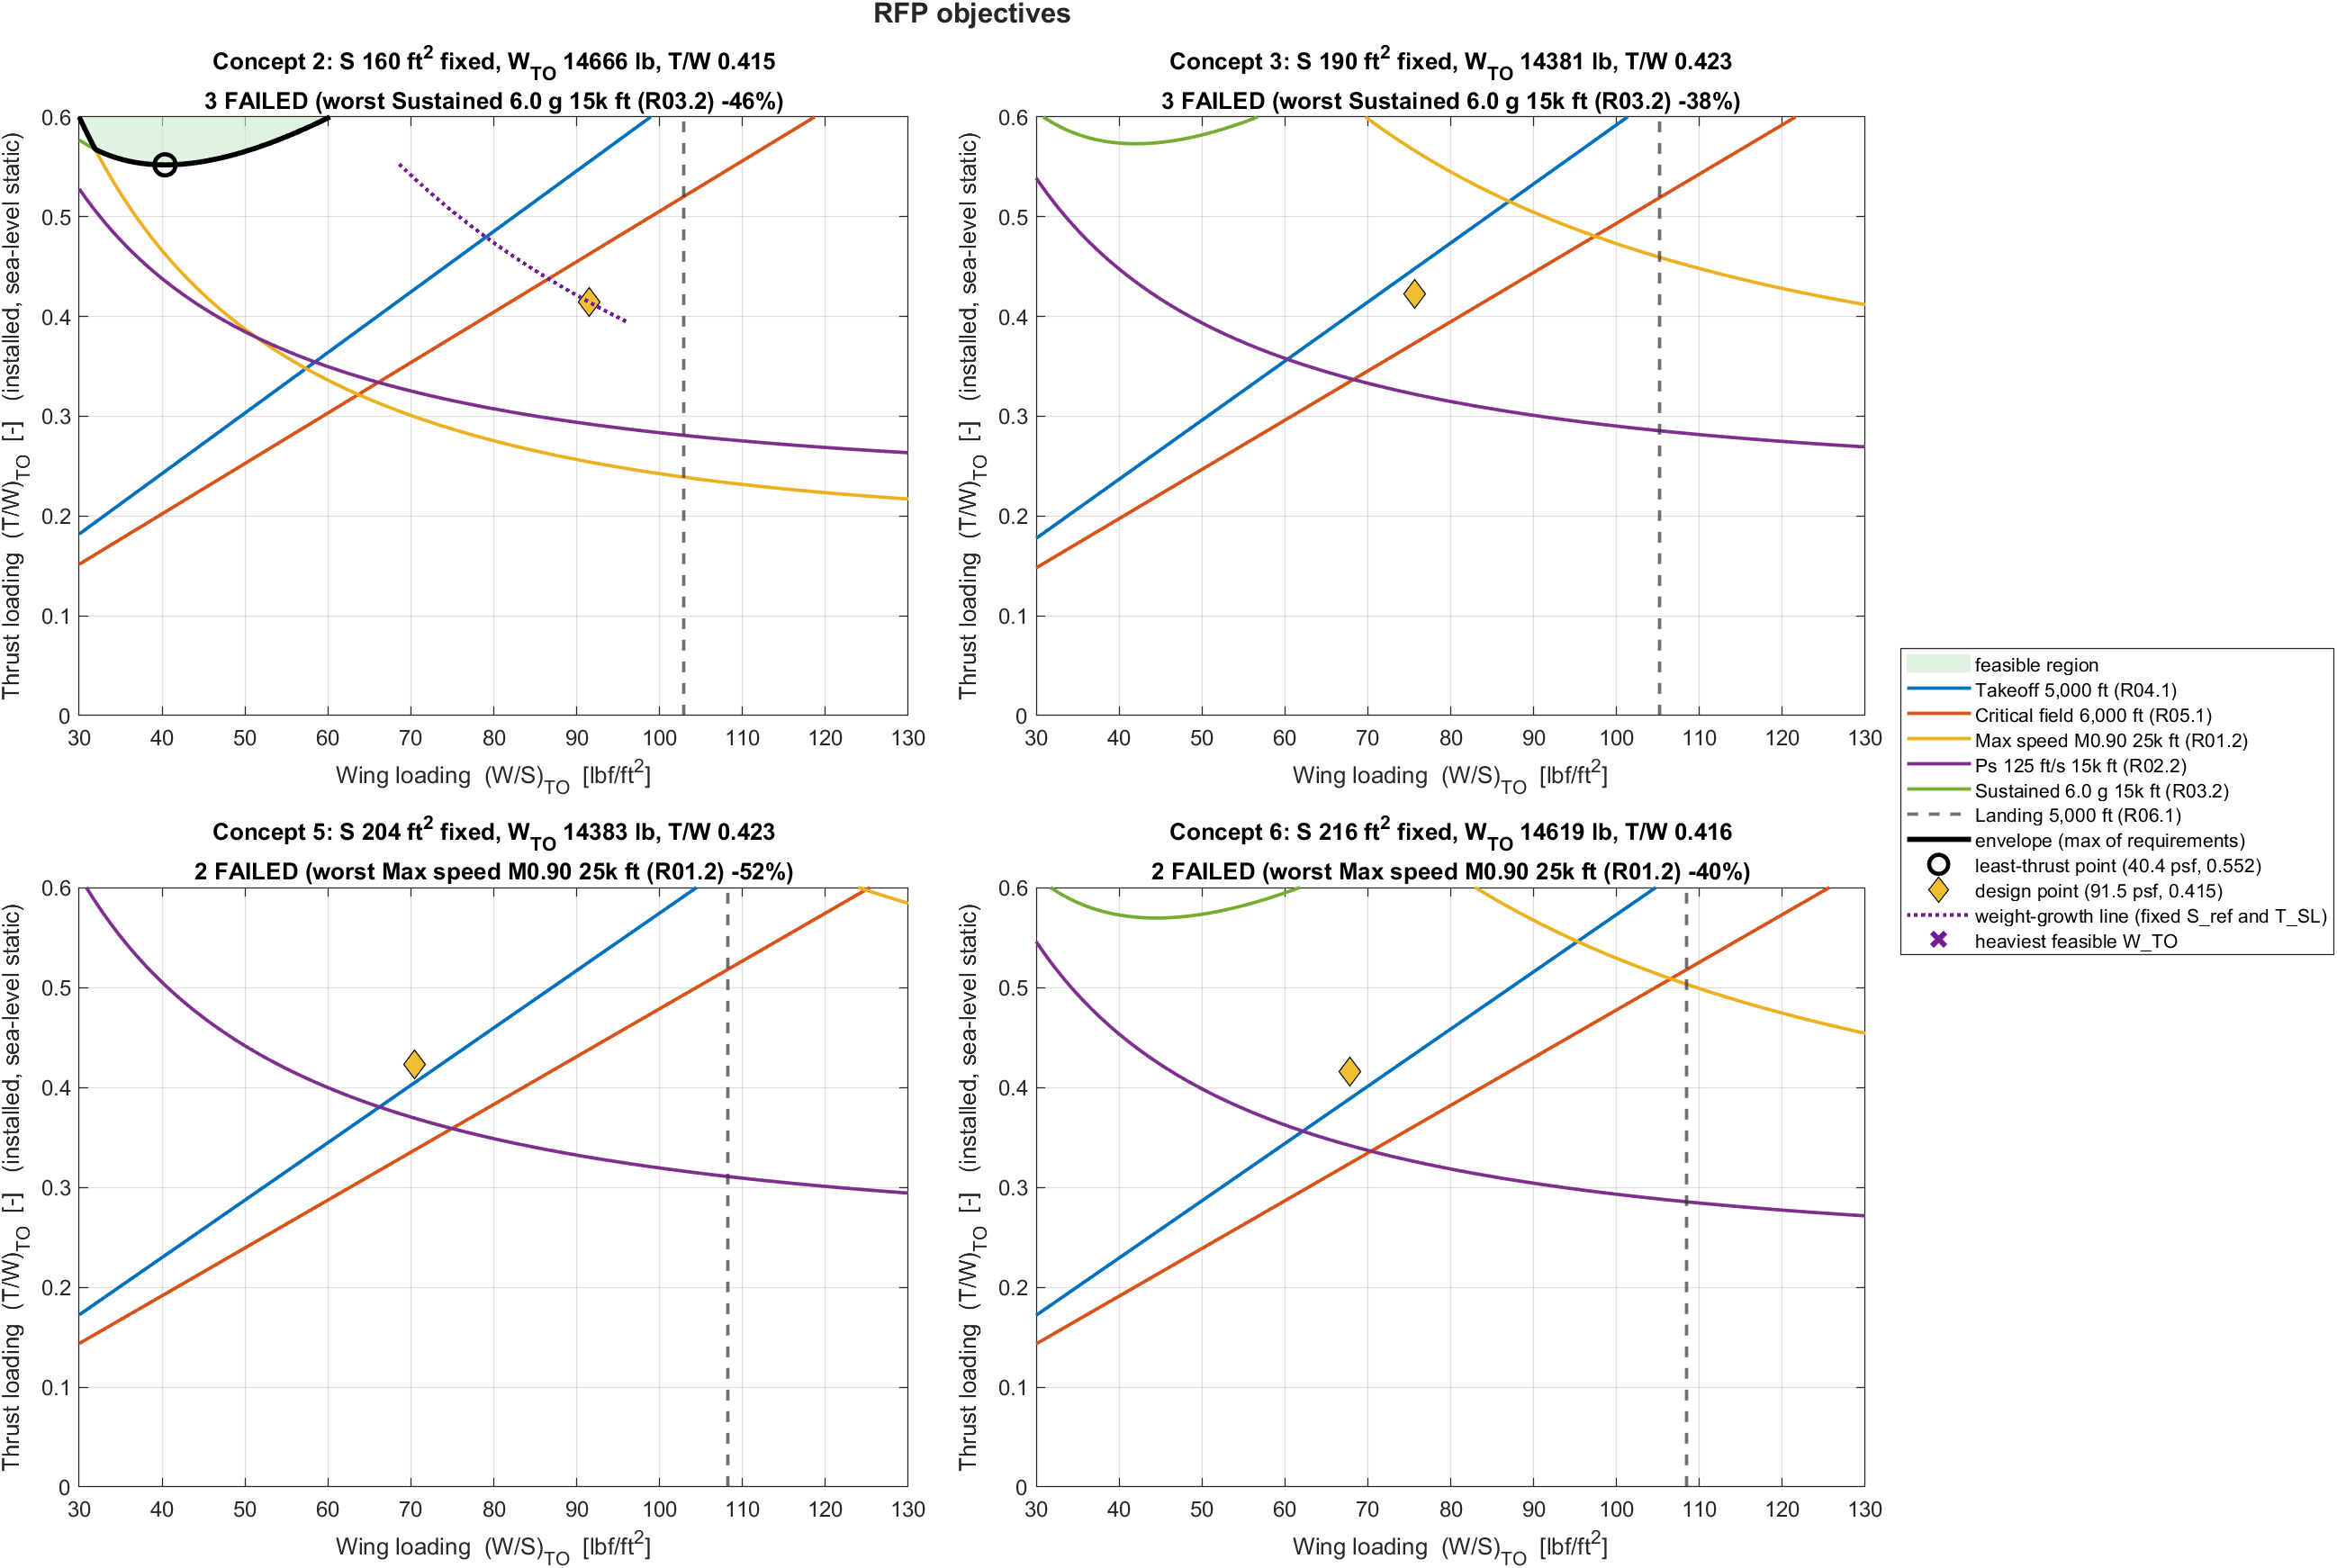 RFP objectives
Concept 2: S 160 ft2 fixed, WTO 14666 lb, T/W 0.415
3 FAILED (worst Sustained 6.0 g 15k ft (R03.2) -46%)
0.6
0.5
0.4
0.3
0.2
0.1
0
Thrust loading (T/W)TO [-] (installed, sea-level static)
30 40 50 60 70 80 90 100 110 120 130
Wing loading (W/S)TO [lbf/ft2]
Concept 3: S 190 ft2 fixed, WTO 14381 lb, T/W 0.423
3 FAILED (worst Sustained 6.0 g 15k ft (R03.2) -38%)
0.6
0.5
0.4
0.3
0.2
0.1
0
Thrust loading (T/W)TO [-] (installed, sea-level static)
30 40 50 60 70 80 90 100 110 120 130
Wing loading (W/S)TO [lbf/ft2]
Concept 5: S 204 ft2 fixed, WTO 14383 lb, T/W 0.423
2 FAILED (worst Max speed M0.90 25k ft (R01.2) -52%)
0.6
0.5
0.4
0.3
0.2
0.1
0
Thrust loading (T/W)TO [-] (installed, sea-level static)
30 40 50 60 70 80 90 100 110 120 130
Wing loading (W/S)TO [lbf/ft2]
Concept 6: S 216 ft2 fixed, WTO 14619 lb, T/W 0.416
2 FAILED (worst Max speed M0.90 25k ft (R01.2) -40%)
0.6
0.5
0.4
0.3
0.2
0.1
0
Thrust loading (T/W)TO [-] (installed, sea-level static)
30 40 50 60 70 80 90 100 110 120 130
Wing loading (W/S)TO [lbf/ft2]
feasible region
Takeoff 5,000 ft (R04.1)
Critical field 6,000 ft (R05.1)
Max speed M0.90 25k ft (R01.2)
Ps 125 ft/s 15k ft (R02.2)
Sustained 6.0 g 15k ft (R03.2)
Landing 5,000 ft (R06.1)
envelope (max of requirements)
least-thrust point (40.4 psf, 0.552)
design point (91.5 psf, 0.415)
weight-growth line (fixed S_ref and T_SL)
heaviest feasible W_TO